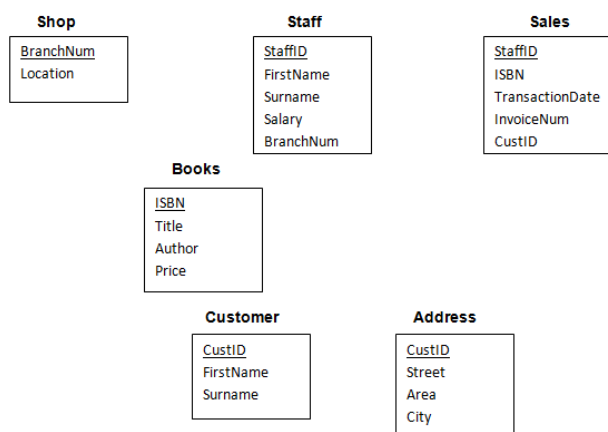 Shop
BranchNum
Location
Staff
StaffID
FirstName
Surname
Salary
BranchNum
Sales
StaffID
ISBN
TransactionDate
InvoiceNum
CustID
Books
ISBN
Title
Author
Price
Customer
CustID
FirstName
Surname
Address
CustID
Street
Area
City